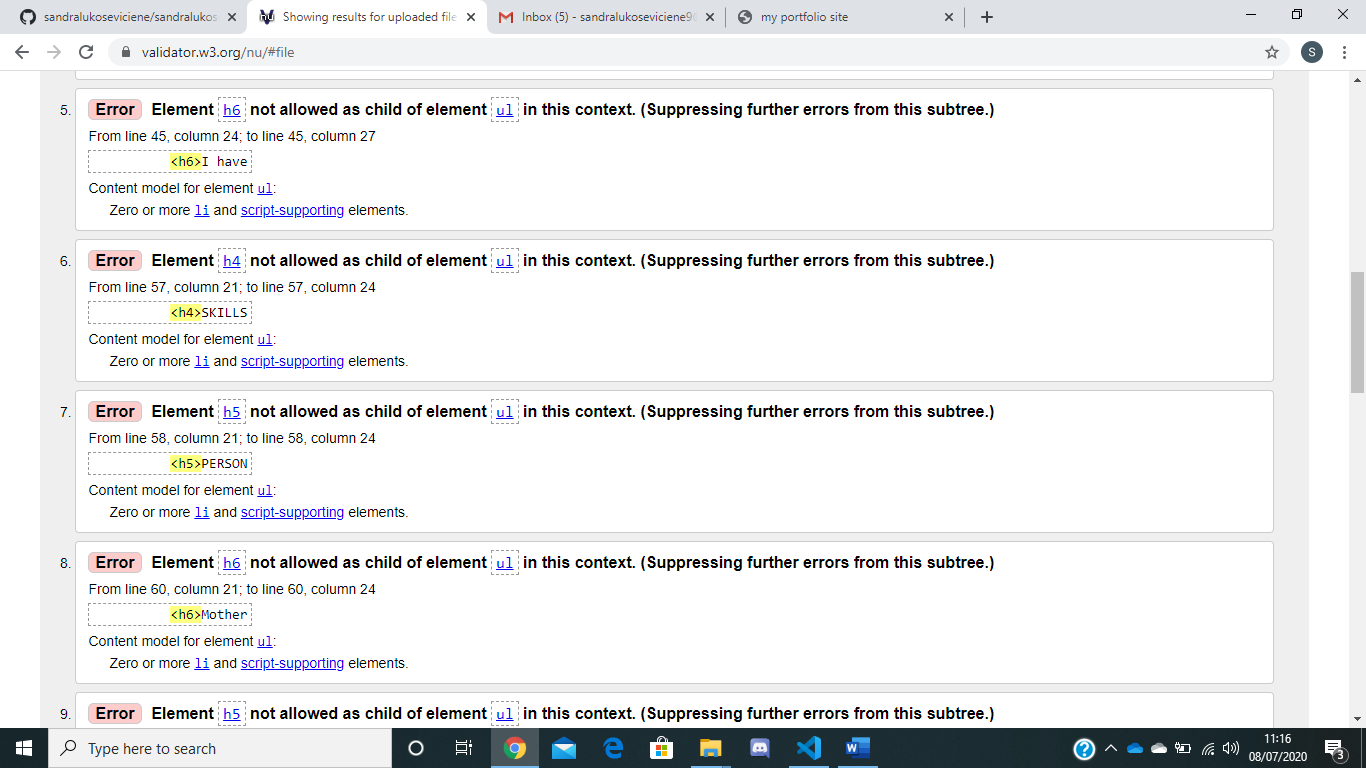 sandralukoseviciene/sandralukos
Showing results for uploaded file
Inbox (5) - sandralukoseviciene90
my portfolio site
validator.w3.org/nu/#file
S
5. Error Element h6 not allowed as child of element ul in this context. (Suppressing further errors from this subtree.)
From line 45, column 24; to line 45, column 27
<h6>I have
Content model for element ul:
Zero or more li and script-supporting elements.
6. Error Element h4 not allowed as child of element ul in this context. (Suppressing further errors from this subtree.)
From line 57, column 21; to line 57, column 24
<h4>SKILLS
Content model for element ul:
Zero or more li and script-supporting elements.
7. Error Element h5 not allowed as child of element ul in this context. (Suppressing further errors from this subtree.)
From line 58, column 21; to line 58, column 24
<h5>PERSON
Content model for element ul:
Zero or more li and script-supporting elements.
8. Error Element h6 not allowed as child of element ul in this context. (Suppressing further errors from this subtree.)
From line 60, column 21; to line 60, column 24
<h6>Mother
Content model for element ul:
Zero or more li and script-supporting elements.
9. Error Element h5 not allowed as child of element ul in this context. (Suppressing further errors from this subtree.)
Type here to search
11:16
08/07/2020
3